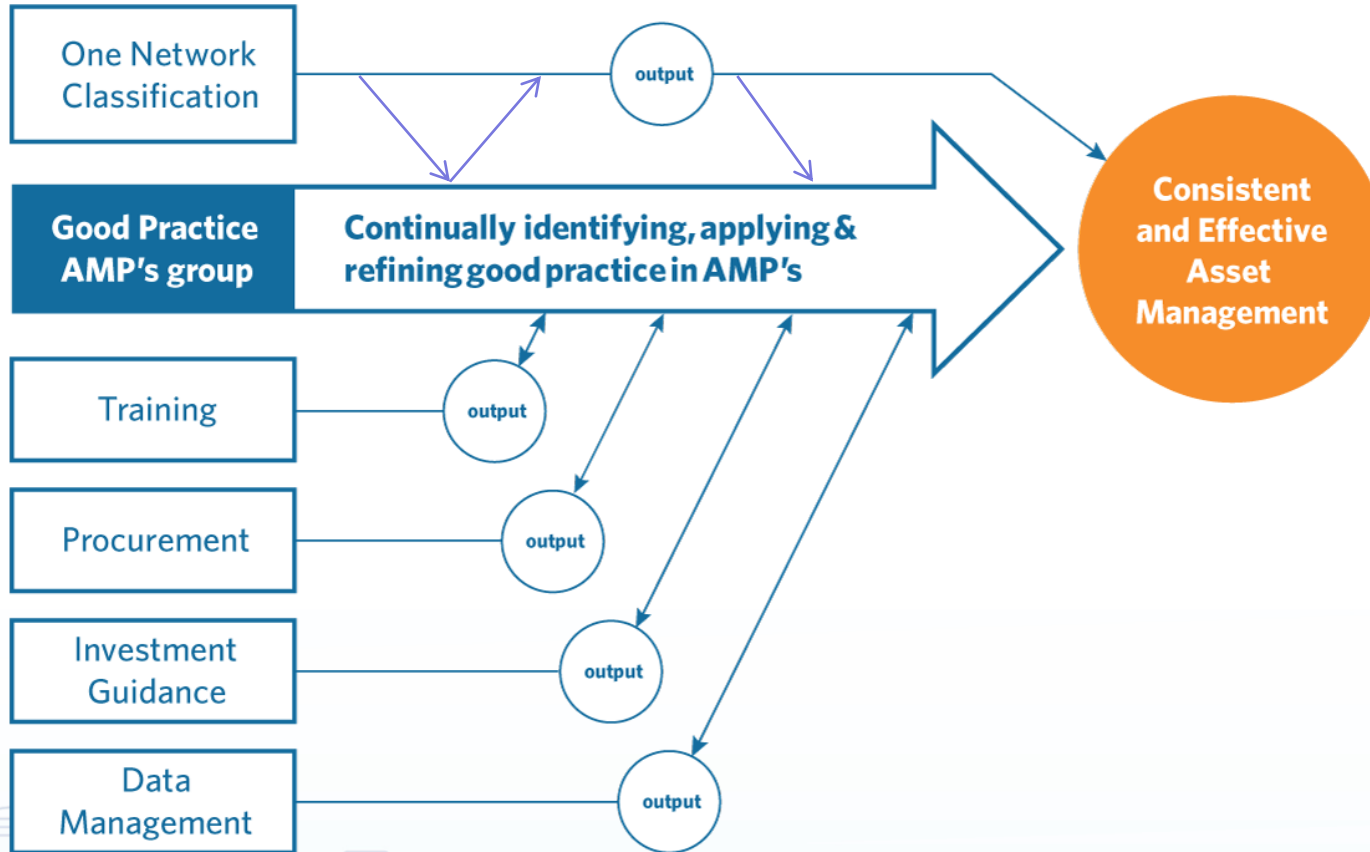 One Network
Classification
output
Good Practice
AMP's group
Continually identifying, applying &
refining good practice in AMP's
Consistent
and Effective
Asset
Management
Training
output
Procurement
output
Investment
Guidance
output
Data
Management
output